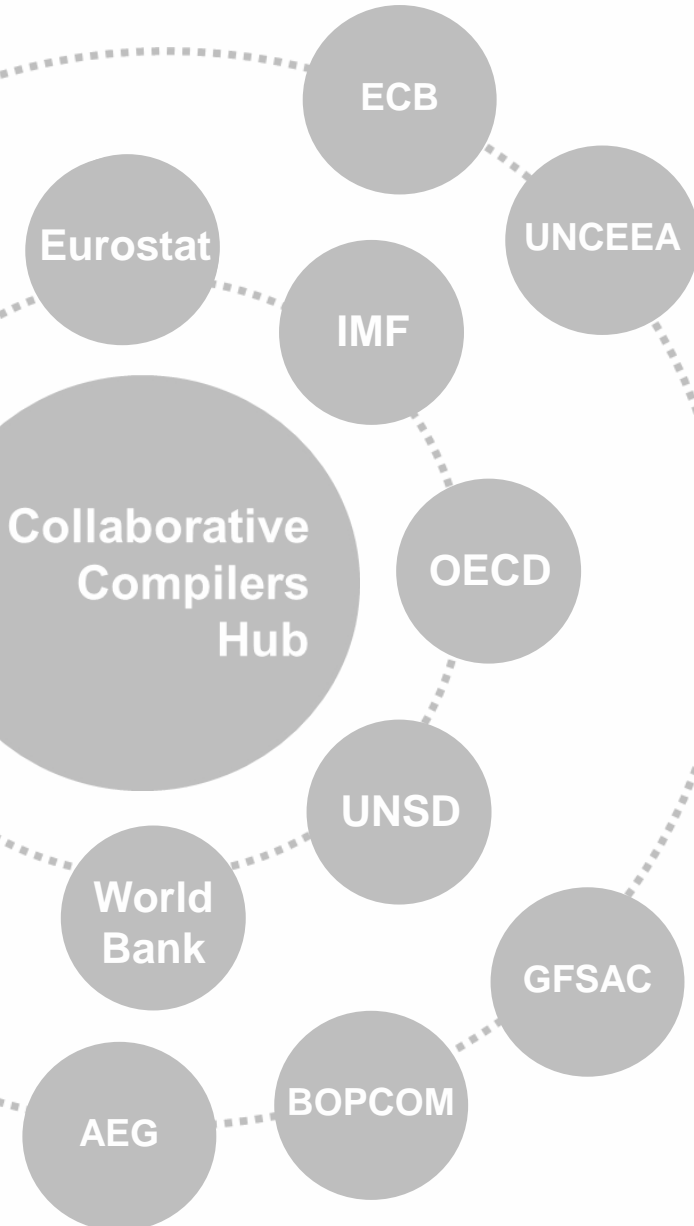 ECB
UNCEEA
Eurostat
IMF
Collaborative
Compilers
Hub
OECD
UNSD
World
Bank
GFSAC
BOPCOM
AEG